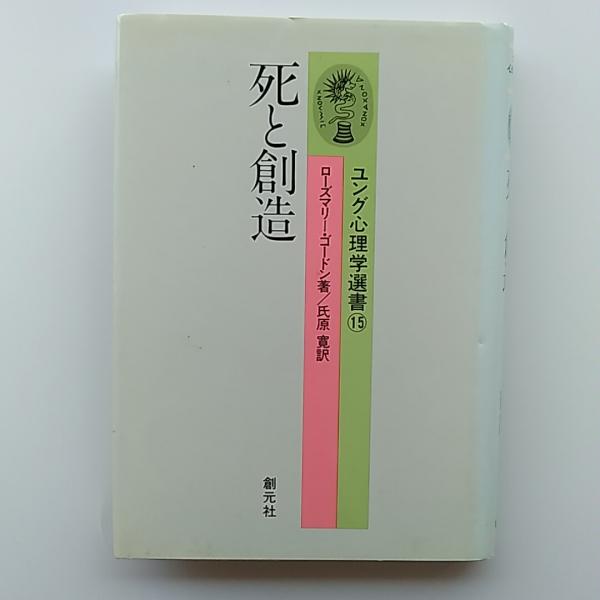 ユング心理学選書⑮
ローズマリー・ゴードン著／氏原 寛訳
死と創造
創元社